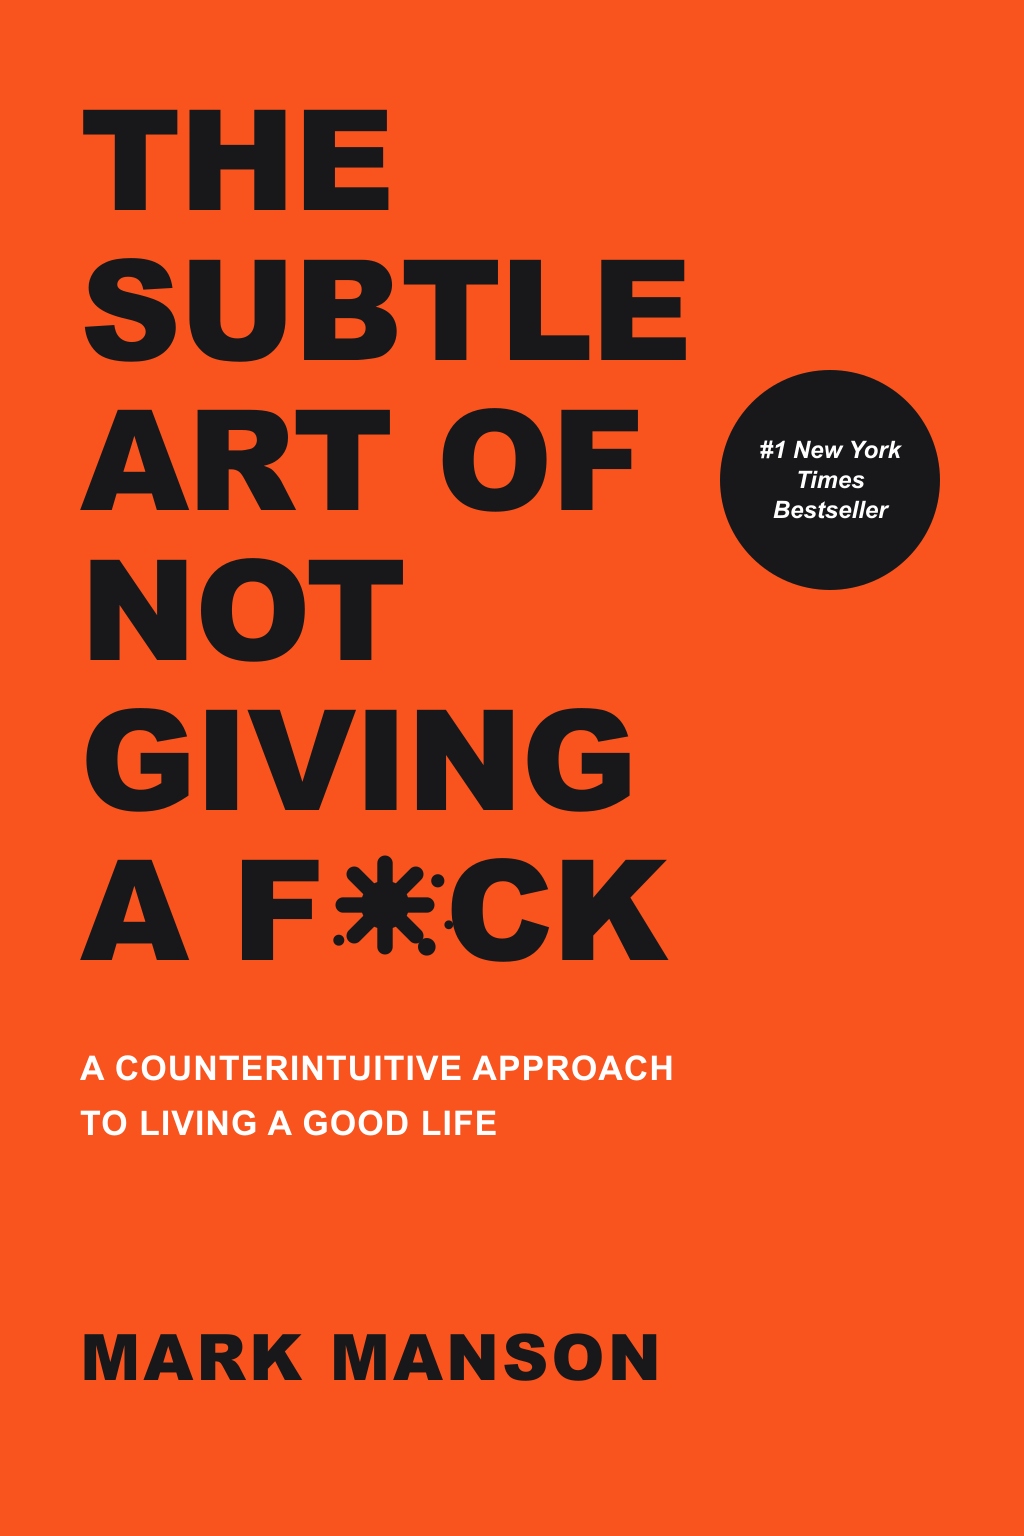 THE
SUBTLE
ART OF
NOT
GIVING
A F*CK
#1 New York
Times
Bestseller
A COUNTERINTUITIVE APPROACH
TO LIVING A GOOD LIFE
MARK MANSON